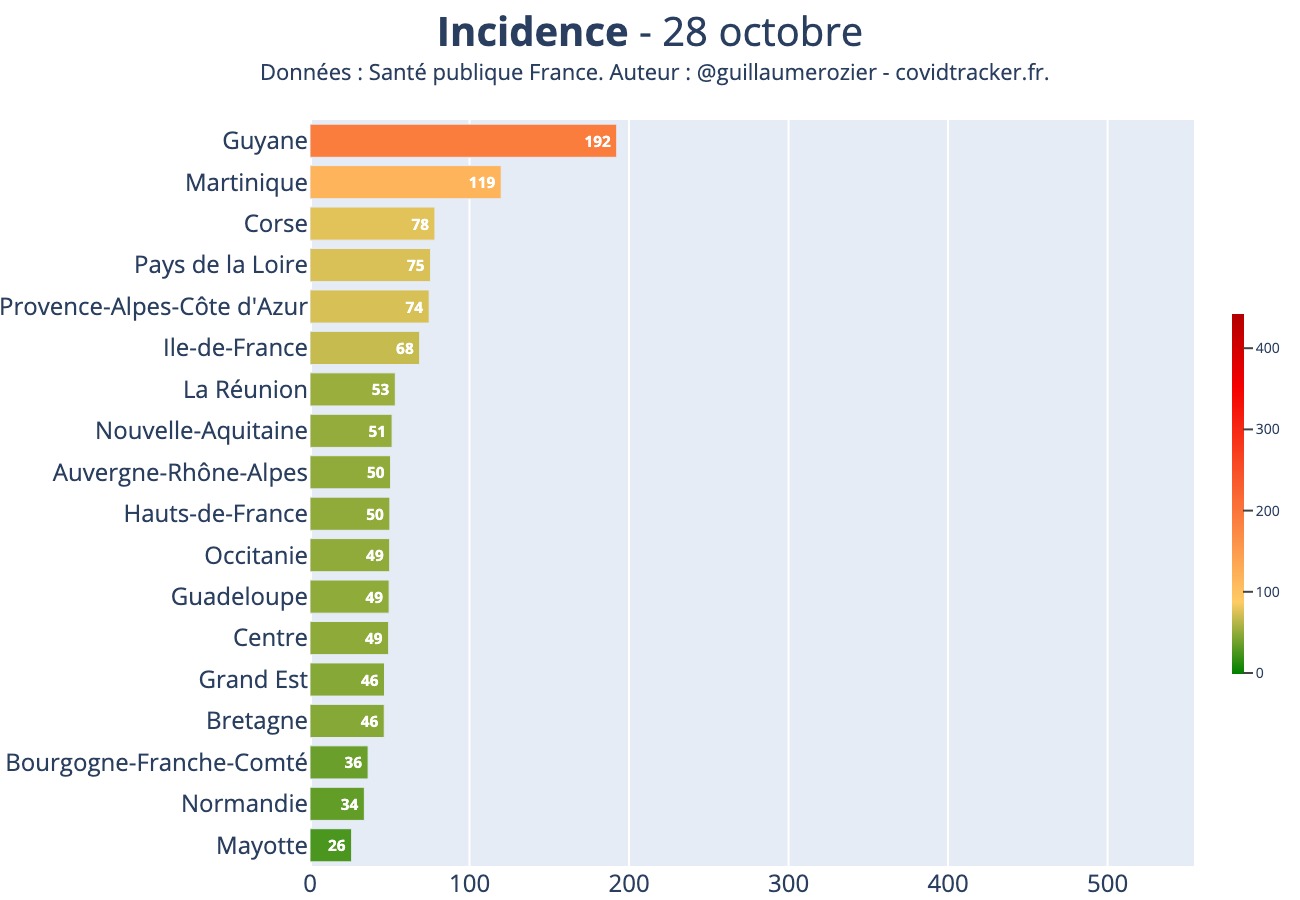 Incidence - 28 octobre
Données : Santé publique France. Auteur : @guillaumerozier - covidtracker.fr.
Guyane 192
Martinique 119
Corse 78
Pays de la Loire 75
Provence-Alpes-Côte d'Azur 74
Ile-de-France 68
La Réunion 53
Nouvelle-Aquitaine 51
Auvergne-Rhône-Alpes 50
Hauts-de-France 50
Occitanie 49
Guadeloupe 49
Centre 49
Grand Est 46
Bretagne 46
Bourgogne-Franche-Comté 36
Normandie 34
Mayotte 26
0 100 200 300 400 500
400
300
200
100
0